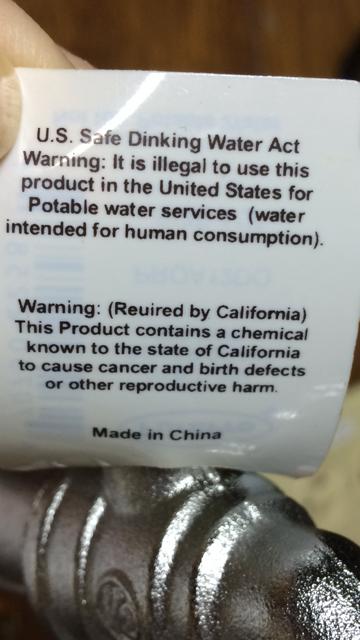 U.S. Safe Dinking Water Act
Warning: It is illegal to use this
product in the United States for
Potable water services (water
intended for human consumption).
Warning: (Reuired by California)
This Product contains a chemical
known to the state of California
to cause cancer and birth defects
or other reproductive harm.
Made in China